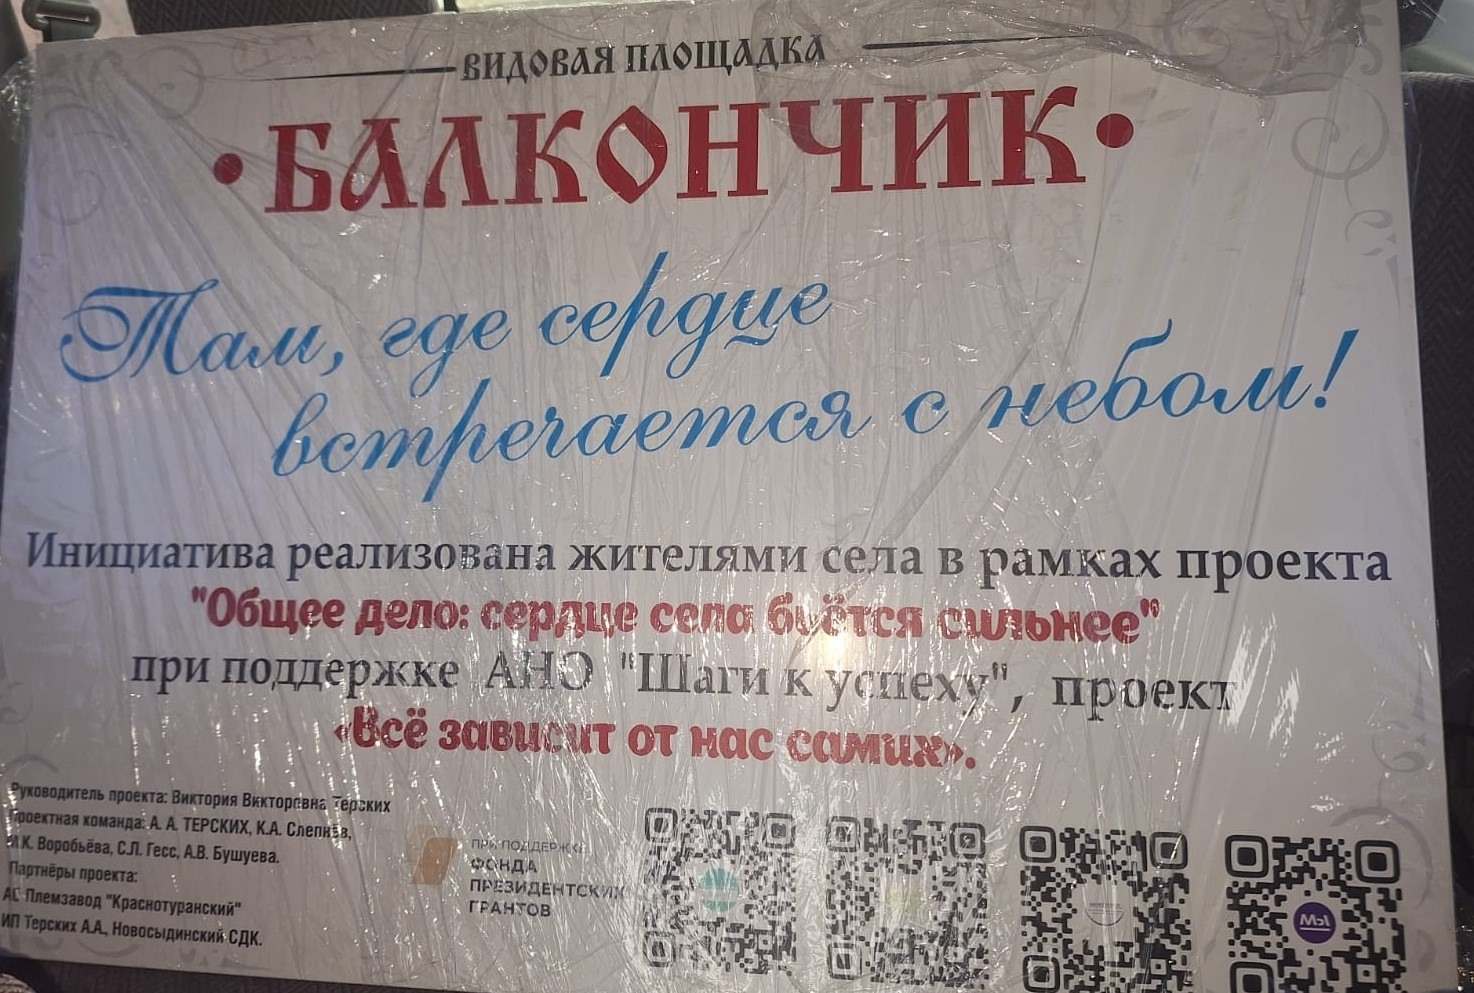 ВИДОВАЯ ПЛОЩАДКА
•БАЛКОНЧИК•
Там, где сердце
встречается с небом!
Инициатива реализована жителями села в рамках проекта
"Общее дело: сердце села бьётся сильнее"
при поддержке АНО "Шаги к успеху", проект
«Всё зависит от нас самих».
Руководитель проекта: Виктория Викторовна Терских
Проектная команда: А. А. ТЕРСКИХ, К.А. Слепнёв,
М.К. Воробьёва, С.Л. Гесс, А.В. Бушуева.
Партнёры проекта:
АО Племзавод "Краснотуранский"
ИП Терских А.А., Новосыдинский СДК.
ПРИ ПОДДЕРЖКЕ
ФОНДА
ПРЕЗИДЕНТСКИХ
ГРАНТОВ
Мы